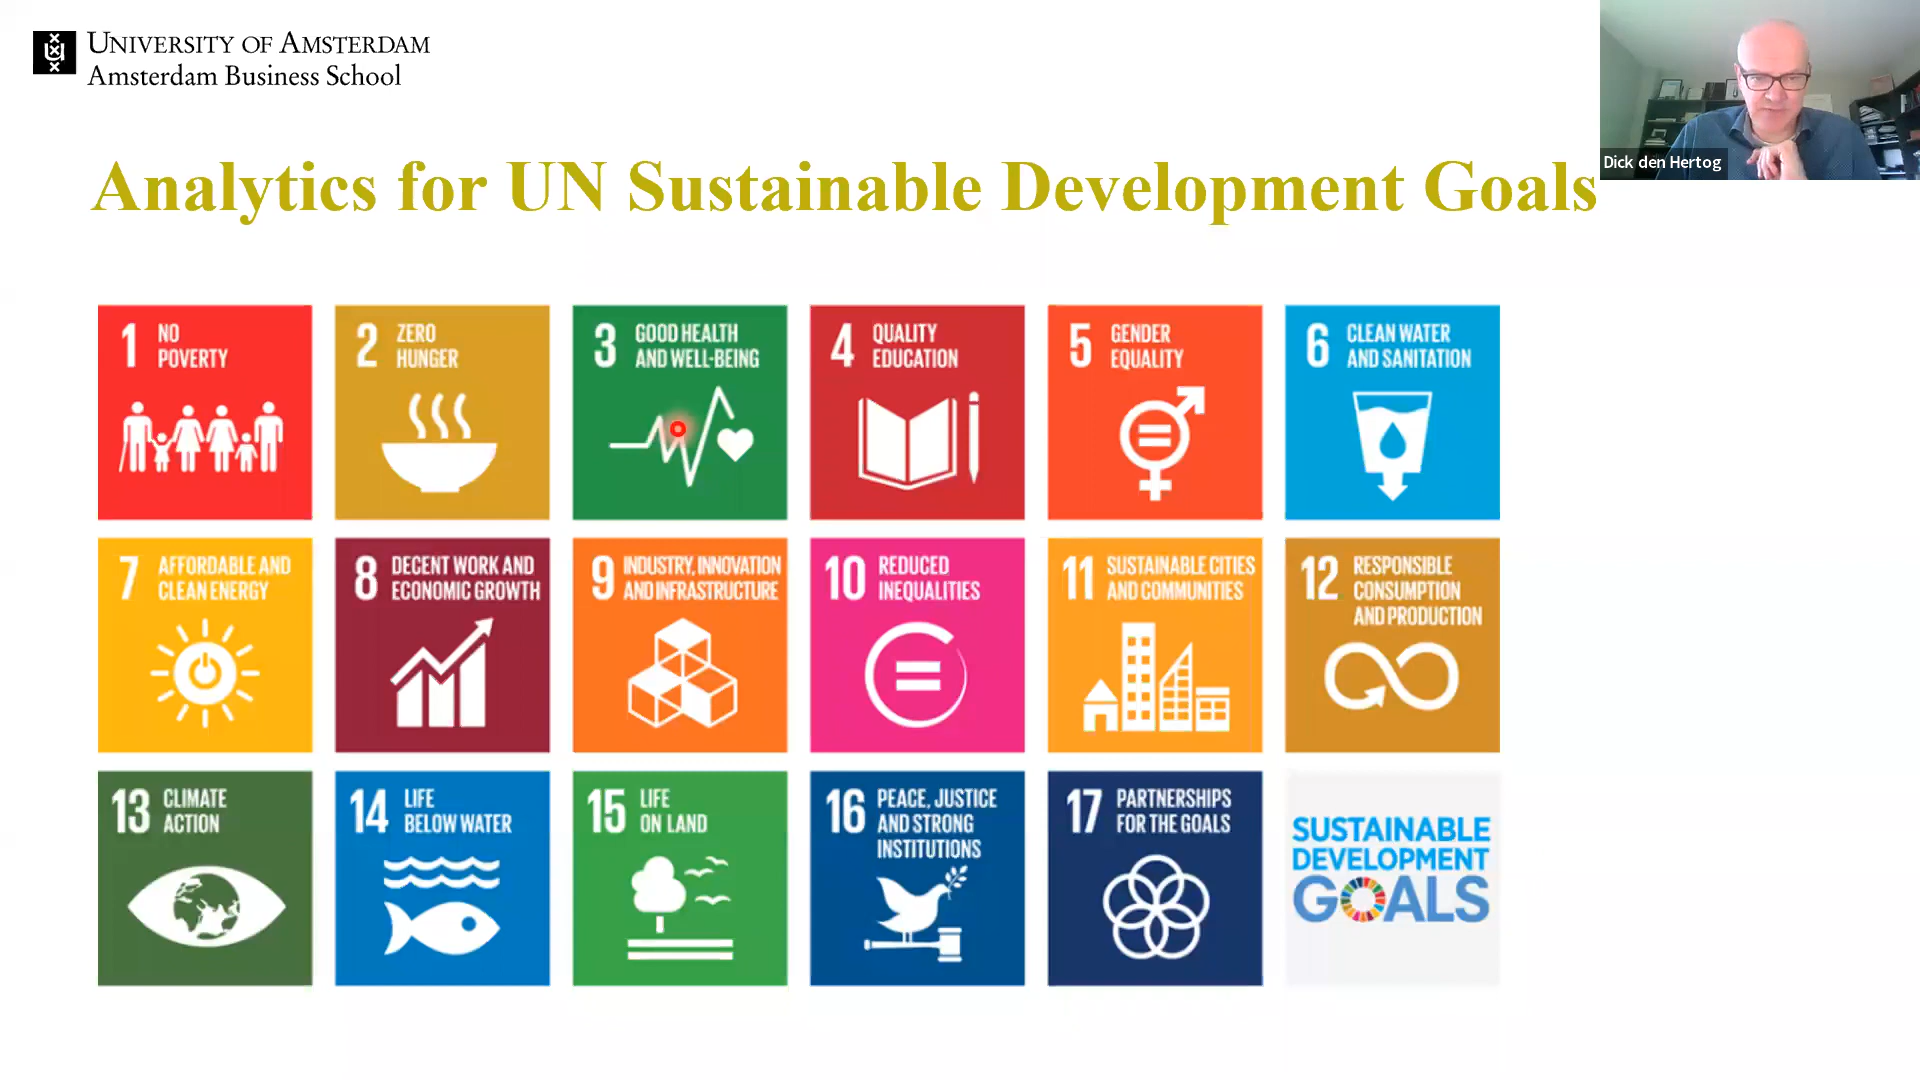 UNIVERSITY OF AMSTERDAM
Amsterdam Business School
Dick den Hertog
Analytics for UN Sustainable Development Goals
1 NO
POVERTY
2 ZERO
HUNGER
3 GOOD HEALTH
AND WELL-BEING
4 QUALITY
EDUCATION
5 GENDER
EQUALITY
6 CLEAN WATER
AND SANITATION
7 AFFORDABLE AND
CLEAN ENERGY
8 DECENT WORK AND
ECONOMIC GROWTH
9 INDUSTRY, INNOVATION
AND INFRASTRUCTURE
10 REDUCED
INEQUALITIES
11 SUSTAINABLE CITIES
AND COMMUNITIES
12 RESPONSIBLE
CONSUMPTION
AND PRODUCTION
13 CLIMATE
ACTION
14 LIFE
BELOW WATER
15 LIFE
ON LAND
16 PEACE, JUSTICE
AND STRONG
INSTITUTIONS
17 PARTNERSHIPS
FOR THE GOALS
SUSTAINABLE
DEVELOPMENT
GOALS